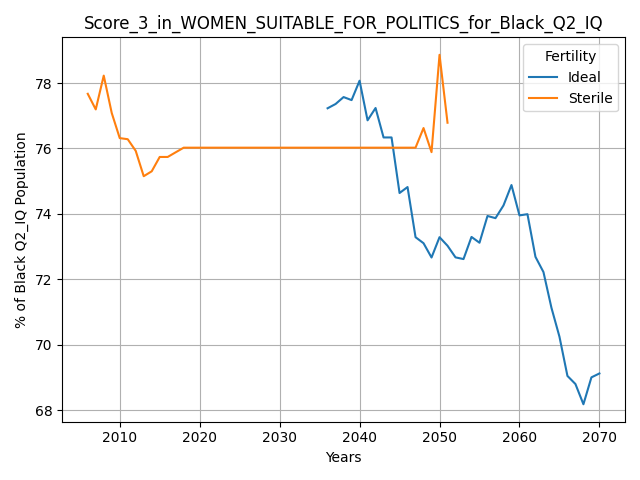 Score_3_in_WOMEN_SUITABLE_FOR_POLITICS_for_Black_Q2_IQ
Fertility
Ideal
Sterile
% of Black Q2_IQ Population
78
76
74
72
70
68
2010 2020 2030 2040 2050 2060 2070
Years